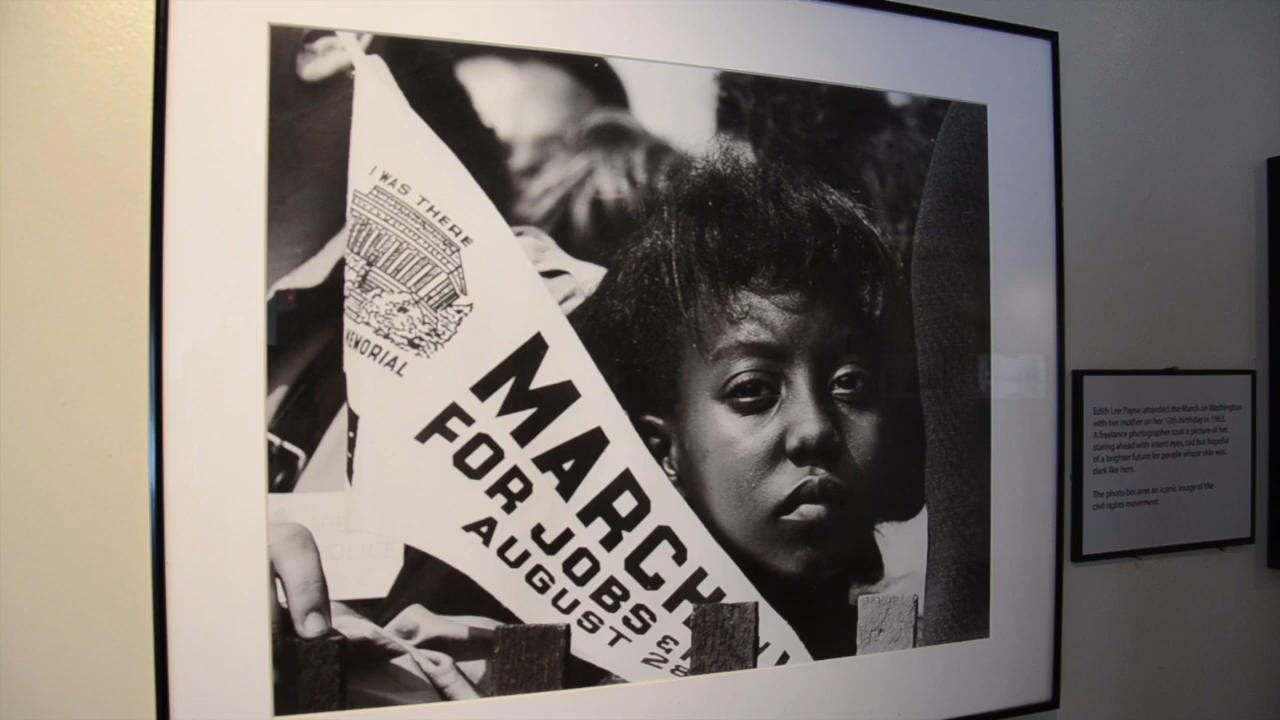 I WAS THERE
MEMORIAL
MARCH
FOR JOBS &
AUGUST 28
POLICE
Edith Lee Payne attended the March on Washington
with her mother on her 12th birthday in 1963.
A freelance photographer took a picture of her,
staring ahead with intent eyes, sad but hopeful
of a brighter future for people whose skin was
dark like hers.
The photo became an iconic image of the
civil rights movement.